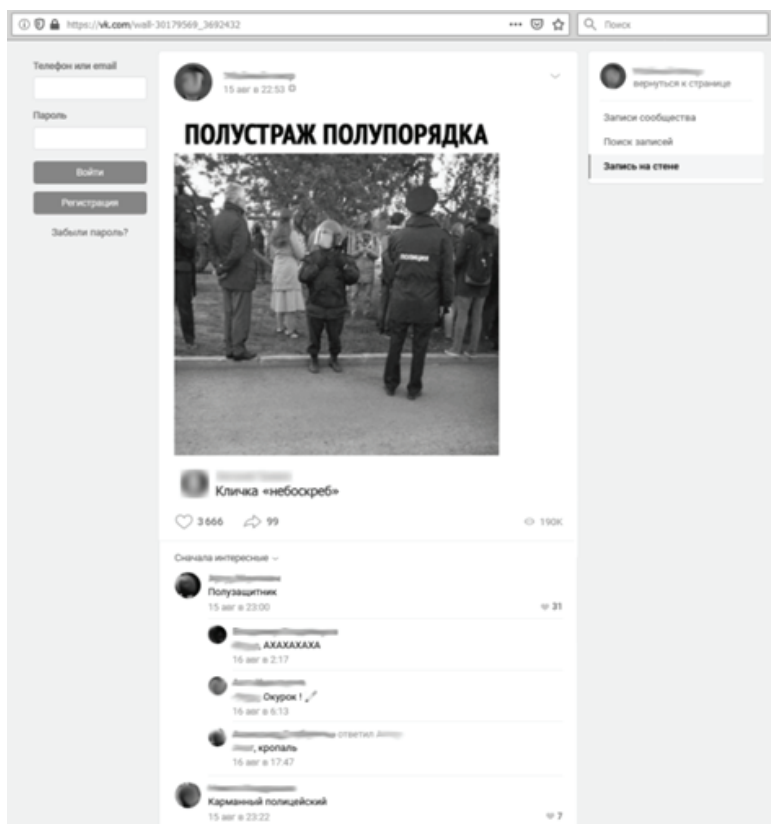 https://vk.com/wall-30179569_3692432
Поиск
Телефон или email
Пароль
Войти
Регистрация
Забыли пароль?
15 авг в 22:53
ПОЛУСТРАЖ ПОЛУПОРЯДКА
ПОЛИЦИЯ
Кличка «небоскреб»
3 666
99
190K
Сначала интересные
Полузащитник
15 авг в 23:00
31
, АХАХАХАХА
16 авг в 2:17
Окурок !
16 авг в 6:13
ответил
, кропаль
16 авг в 17:47
Карманный полицейский
15 авг в 23:22
7
вернуться к странице
Записи сообщества
Поиск записей
Запись на стене